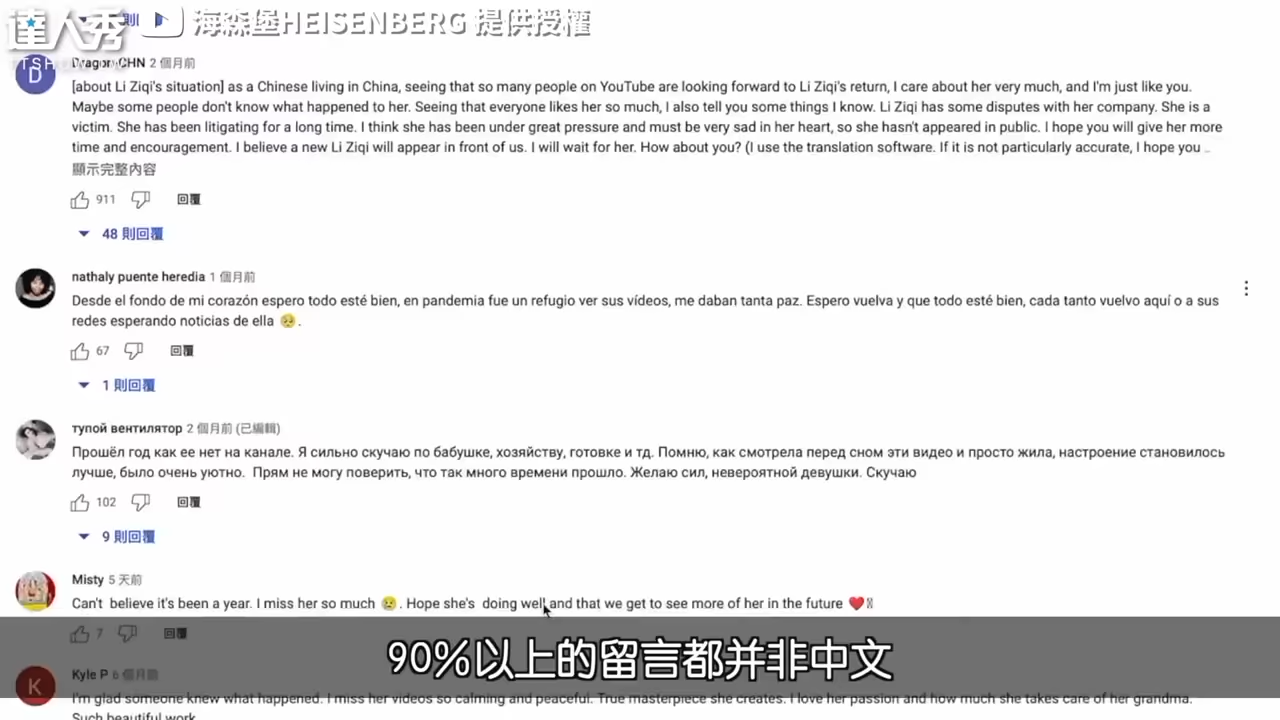 達人秀
TTSHOW.TW
海森堡HEISENBERG 提供授權
Dragon CHN 2 個月前
D
[about Li Ziqi's situation] as a Chinese living in China, seeing that so many people on YouTube are looking forward to Li Ziqi's return, I care about her very much, and I'm just like you.
Maybe some people don't know what happened to her. Seeing that everyone likes her so much, I also tell you some things I know. Li Ziqi has some disputes with her company. She is a
victim. She has been litigating for a long time. I think she has been under great pressure and must be very sad in her heart, so she hasn't appeared in public. I hope you will give her more
time and encouragement. I believe a new Li Ziqi will appear in front of us. I will wait for her. How about you? (I use the translation software. If it is not particularly accurate, I hope you ...
顯示完整內容
911 回覆
48 則回覆
nathaly puente heredia 1 個月前
Desde el fondo de mi corazón espero todo esté bien, en pandemia fue un refugio ver sus vídeos, me daban tanta paz. Espero vuelva y que todo esté bien, cada tanto vuelvo aquí o a sus
redes esperando noticias de ella 🥺.
67 回覆
1 則回覆
тупой вентилятор 2 個月前 (已編輯)
Прошёл год как ее нет на канале. Я сильно скучаю по бабушке, хозяйству, готовке и тд. Помню, как смотрела перед сном эти видео и просто жила, настроение становилось
лучше, было очень уютно. Прям не могу поверить, что так много времени прошло. Желаю сил, невероятной девушки. Скучаю
102 回覆
9 則回覆
Misty 5 天前
Can't believe it's been a year. I miss her so much 😢. Hope she's doing well and that we get to see more of her in the future ❤️
7 回覆
90%以上的留言都并非中文
K
Kyle P 6 個月前
I'm glad someone knew what happened. I miss her videos so calming and peaceful. True masterpiece she creates. I love her passion and how much she takes care of her grandma.
Such beautiful work